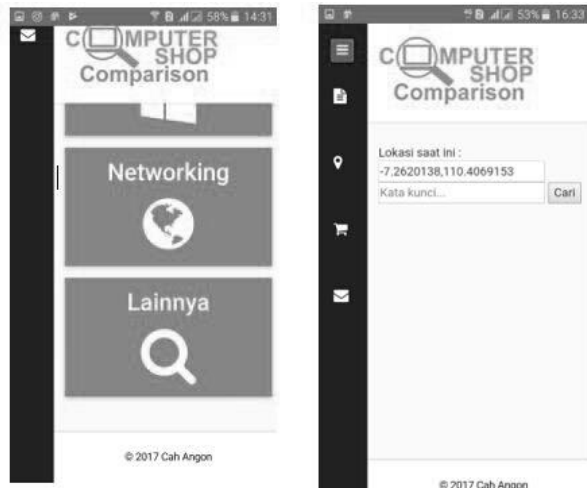 58% 14:31
COMPUTER
SHOP
Comparison
Networking
Lainnya
© 2017 Cah Angon
53% 16:33
COMPUTER
SHOP
Comparison
Lokasi saat ini :
-7,2620138,110.4069153
Kata kunci... Cari
© 2017 Cah Angon